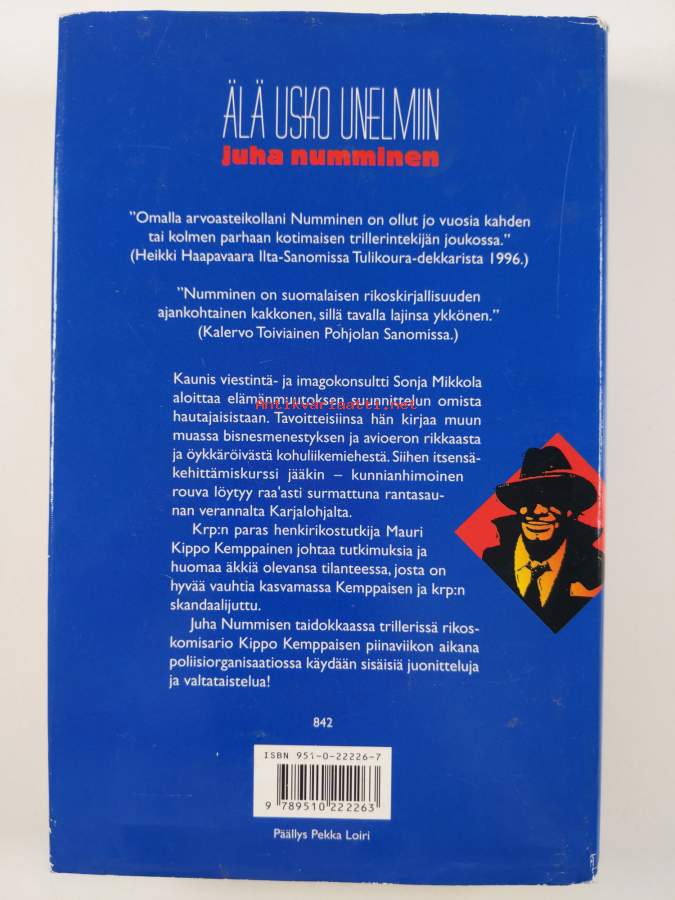 ÄLÄ USKO UNELMIIN
juha numminen
”Omalla arvoasteikollani Numminen on ollut jo vuosia kahden
tai kolmen parhaan kotimaisen trillerintekijän joukossa.”
(Heikki Haapavaara Ilta-Sanomissa Tulikoura-dekkarista 1996.)
”Numminen on suomalaisen rikoskirjallisuuden
ajankohtainen kakkonen, sillä tavalla lajinsa ykkönen.”
(Kalervo Toiviainen Pohjolan Sanomissa.)
Kaunis viestintä- ja imagokonsultti Sonja Mikkola
aloittaa elämänmuutoksen suunnittelun omista
Antikvariaatti.net
hautajaisistaan. Tavoitteisiinsa hän kirjaa muun
muassa bisnesmenestyksen ja avioeron rikkaasta
ja öykkäröivästä kohuliikemiehestä. Siihen itsensä-
kehittämiskurssi jääkin – kunnianhimoinen
rouva löytyy raa'asti surmattuna rantasau-
nan verannalta Karjalohjalta.
Krp:n paras henkirikostutkija Mauri
Kippo Kemppainen johtaa tutkimuksia ja
huomaa äkkiä olevansa tilanteessa, josta on
hyvää vauhtia kasvamassa Kemppaisen ja krp:n
skandaalijuttu.
Juha Nummisen taidokkaassa trillerissä rikos-
komisario Kippo Kemppaisen piinaviikon aikana
poliisiorganisaatiossa käydään sisäisiä juonitteluja
ja valtataistelua!
842
ISBN 951-0-22226-7
9 789510 222263
Päällys Pekka Loiri